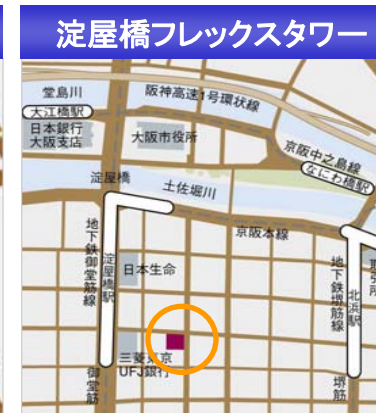 淀屋橋フレックスタワー
堂島川
阪神高速1号環状線
大江橋駅
日本銀行
大阪支店
大阪市役所
京阪中之島線
なにわ橋駅
淀屋橋
土佐堀川
京阪本線
地下鉄御堂筋線
淀屋橋駅
日本生命
地下鉄堺筋線
北浜駅
取引所
三菱東京
UFJ銀行
御堂筋
堺筋